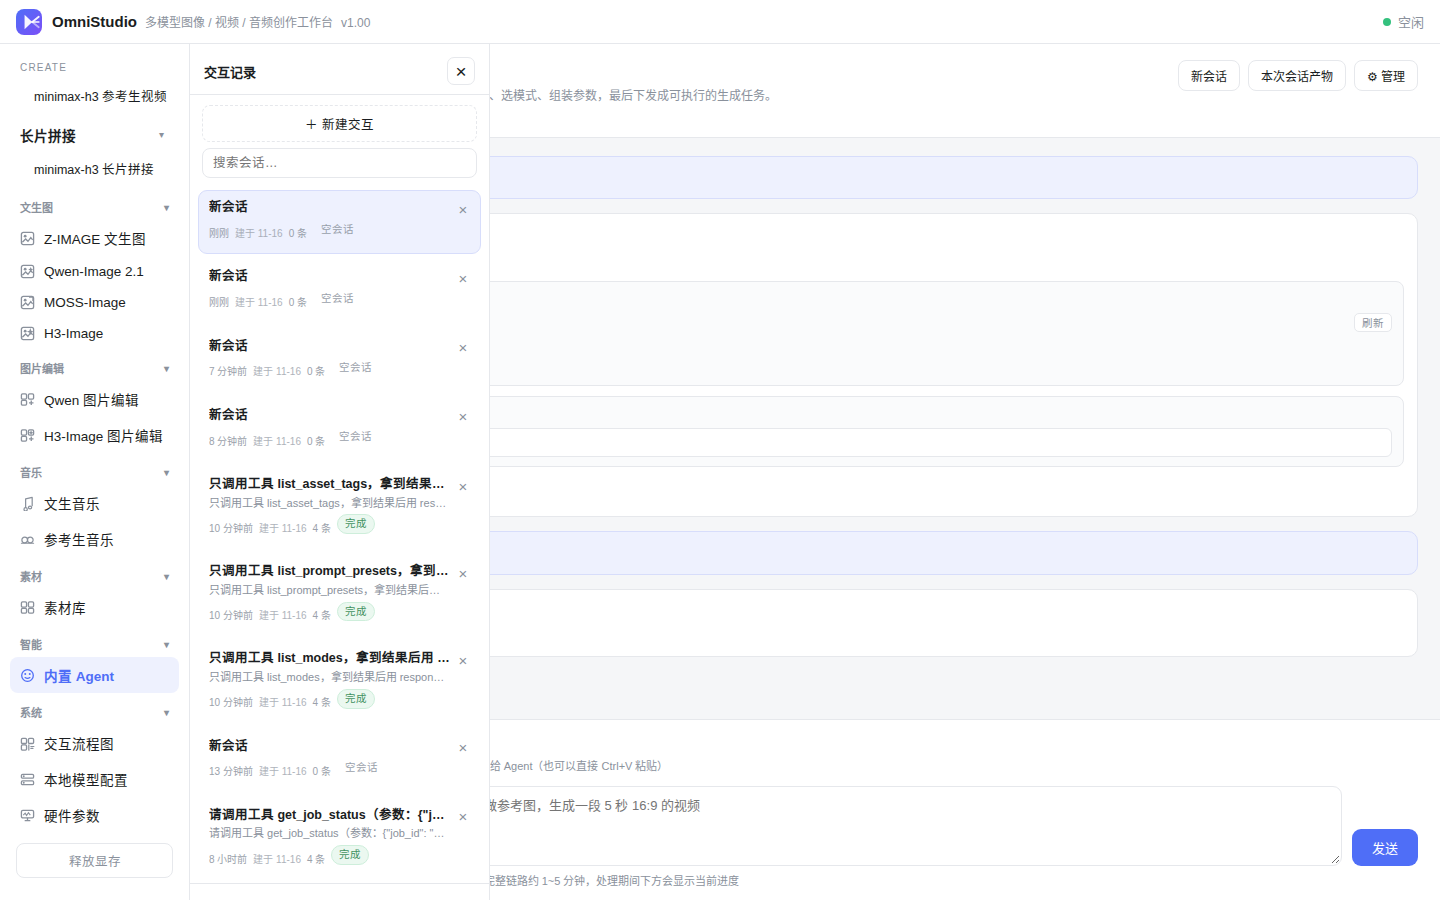 OmniStudio 多模型图像 / 视频 / 音频创作工作台 v1.00
空闲
CREATE
minimax-h3 参考生视频
长片拼接
minimax-h3 长片拼接
文生图
Z-IMAGE 文生图
Qwen-Image 2.1
MOSS-Image
H3-Image
图片编辑
Qwen 图片编辑
H3-Image 图片编辑
音乐
文生音乐
参考生音乐
素材
素材库
智能
内置 Agent
系统
交互流程图
本地模型配置
硬件参数
释放显存
交互记录
×
＋ 新建交互
搜索会话…
新会话
×
刚刚 建于 11-16 0 条 空会话
新会话
×
刚刚 建于 11-16 0 条 空会话
新会话
×
7 分钟前 建于 11-16 0 条 空会话
新会话
×
8 分钟前 建于 11-16 0 条 空会话
只调用工具 list_asset_tags，拿到结果…
×
只调用工具 list_asset_tags，拿到结果后用 res…
10 分钟前 建于 11-16 4 条 完成
只调用工具 list_prompt_presets，拿到…
×
只调用工具 list_prompt_presets，拿到结果后…
10 分钟前 建于 11-16 4 条 完成
只调用工具 list_modes，拿到结果后用 …
×
只调用工具 list_modes，拿到结果后用 respon…
10 分钟前 建于 11-16 4 条 完成
新会话
×
13 分钟前 建于 11-16 0 条 空会话
请调用工具 get_job_status（参数：{"j…
×
请调用工具 get_job_status（参数：{"job_id": "…
8 小时前 建于 11-16 4 条 完成
新会话
本次会话产物
⚙ 管理
、选模式、组装参数，最后下发成可执行的生成任务。
刷新
给 Agent（也可以直接 Ctrl+V 粘贴）
做参考图，生成一段 5 秒 16:9 的视频
发送
完整链路约 1~5 分钟，处理期间下方会显示当前进度